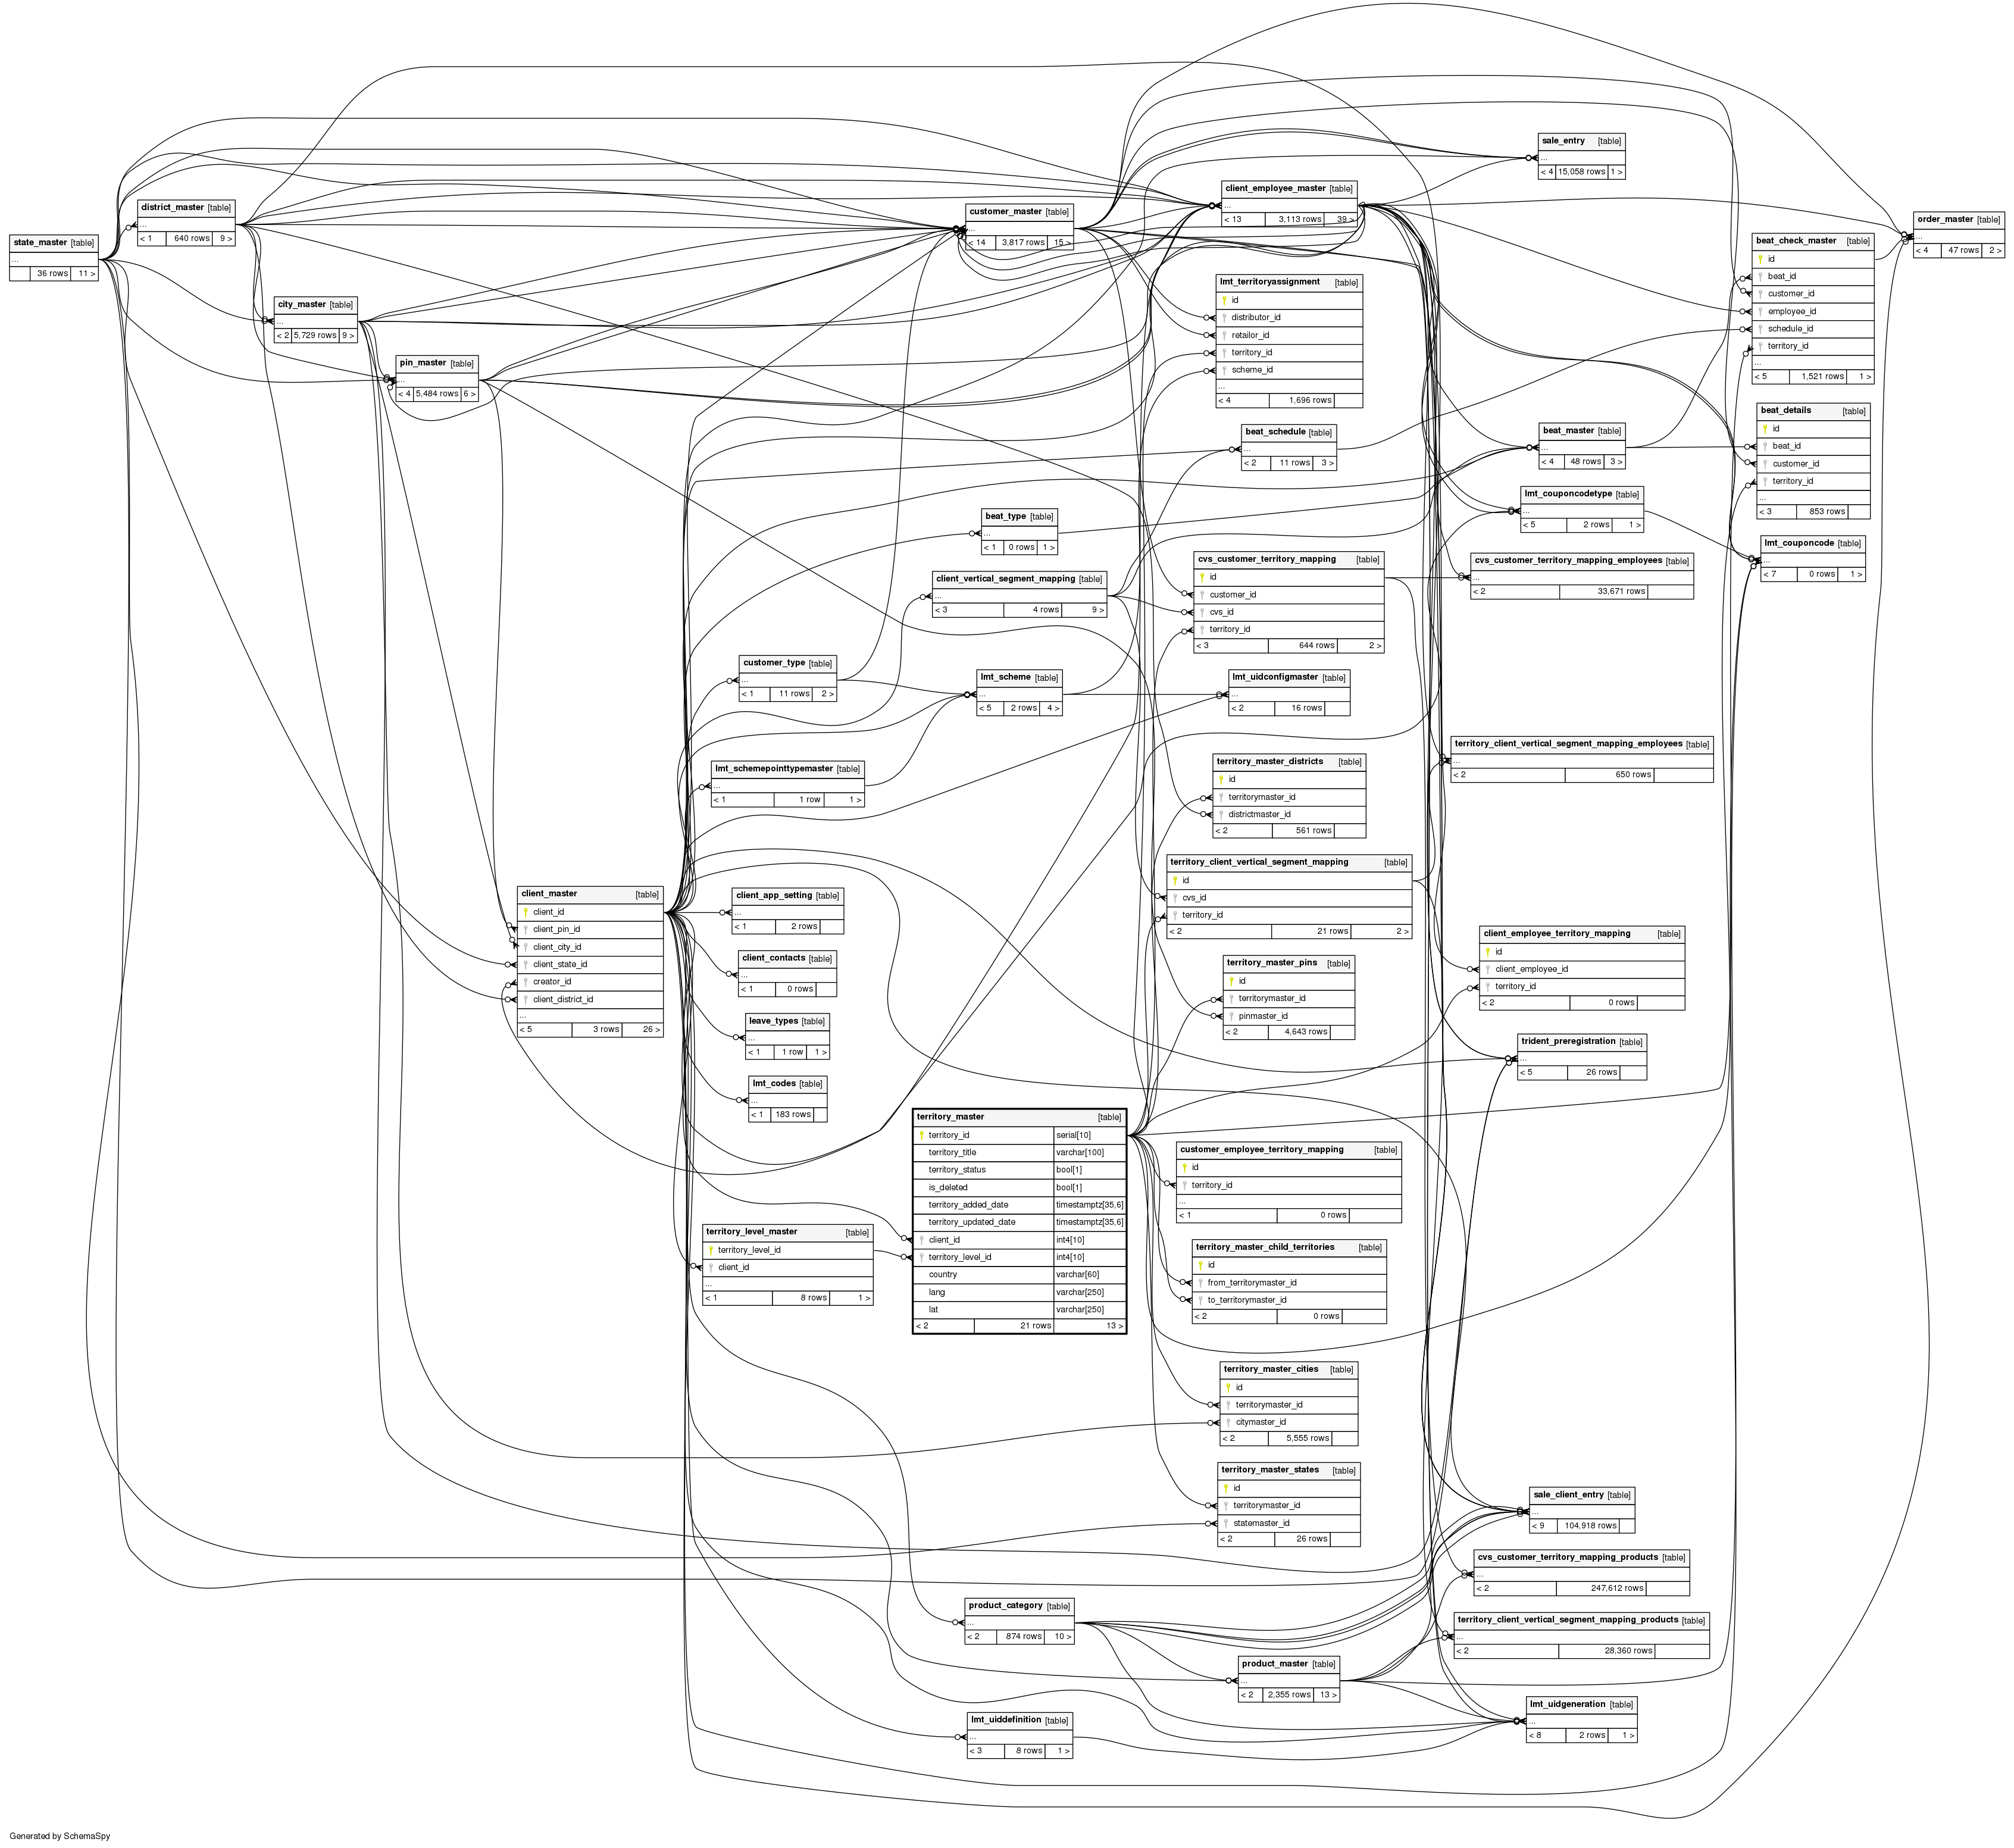 sale_entry [table]
...
< 4 15,058 rows 1 >
client_employee_master [table]
...
< 13 3,113 rows 39 >
district_master [table]
...
< 1 640 rows 9 >
customer_master [table]
...
< 14 3,817 rows 15 >
order_master [table]
...
< 4 47 rows 2 >
state_master [table]
...
36 rows 11 >
beat_check_master [table]
id
beat_id
customer_id
employee_id
schedule_id
territory_id
...
< 5 1,521 rows 1 >
lmt_territoryassignment [table]
id
distributor_id
retailor_id
territory_id
scheme_id
...
< 4 1,696 rows
city_master [table]
...
< 2 5,729 rows 9 >
pin_master [table]
...
< 4 5,484 rows 6 >
beat_details [table]
id
beat_id
customer_id
territory_id
...
< 3 853 rows
beat_schedule [table]
...
< 2 11 rows 3 >
beat_master [table]
...
< 4 48 rows 3 >
lmt_couponcodetype [table]
...
< 5 2 rows 1 >
beat_type [table]
...
< 1 0 rows 1 >
lmt_couponcode [table]
...
< 7 0 rows 1 >
cvs_customer_territory_mapping [table]
id
customer_id
cvs_id
territory_id
< 3 644 rows 2 >
cvs_customer_territory_mapping_employees [table]
...
< 2 33,671 rows
client_vertical_segment_mapping [table]
...
< 3 4 rows 9 >
customer_type [table]
...
< 1 11 rows 2 >
lmt_scheme [table]
...
< 5 2 rows 4 >
lmt_uidconfigmaster [table]
...
< 2 16 rows
territory_client_vertical_segment_mapping_employees [table]
...
< 2 650 rows
lmt_schemepointtypemaster [table]
...
< 1 1 row 1 >
territory_master_districts [table]
id
territorymaster_id
districtmaster_id
< 2 561 rows
territory_client_vertical_segment_mapping [table]
id
cvs_id
territory_id
< 2 21 rows 2 >
client_master [table]
client_id
client_pin_id
client_city_id
client_state_id
creator_id
client_district_id
...
< 5 3 rows 26 >
client_app_setting [table]
...
< 1 2 rows
client_contacts [table]
...
< 1 0 rows
leave_types [table]
...
< 1 1 row 1 >
lmt_codes [table]
...
< 1 183 rows
client_employee_territory_mapping [table]
id
client_employee_id
territory_id
< 2 0 rows
territory_master_pins [table]
id
territorymaster_id
pinmaster_id
< 2 4,643 rows
trident_preregistration [table]
...
< 5 26 rows
territory_master [table]
territory_id serial[10]
territory_title varchar[100]
territory_status bool[1]
is_deleted bool[1]
territory_added_date timestamptz[35,6]
territory_updated_date timestamptz[35,6]
client_id int4[10]
territory_level_id int4[10]
country varchar[60]
lang varchar[250]
lat varchar[250]
< 2 21 rows 13 >
customer_employee_territory_mapping [table]
id
territory_id
...
< 1 0 rows
territory_level_master [table]
territory_level_id
client_id
...
< 1 8 rows 1 >
territory_master_child_territories [table]
id
from_territorymaster_id
to_territorymaster_id
< 2 0 rows
territory_master_cities [table]
id
territorymaster_id
citymaster_id
< 2 5,555 rows
territory_master_states [table]
id
territorymaster_id
statemaster_id
< 2 26 rows
sale_client_entry [table]
...
< 9 104,918 rows
cvs_customer_territory_mapping_products [table]
...
< 2 247,612 rows
product_category [table]
...
< 2 874 rows 10 >
territory_client_vertical_segment_mapping_products [table]
...
< 2 28,360 rows
product_master [table]
...
< 2 2,355 rows 13 >
lmt_uidgeneration [table]
...
< 8 2 rows 1 >
lmt_uiddefinition [table]
...
< 3 8 rows 1 >
Generated by SchemaSpy